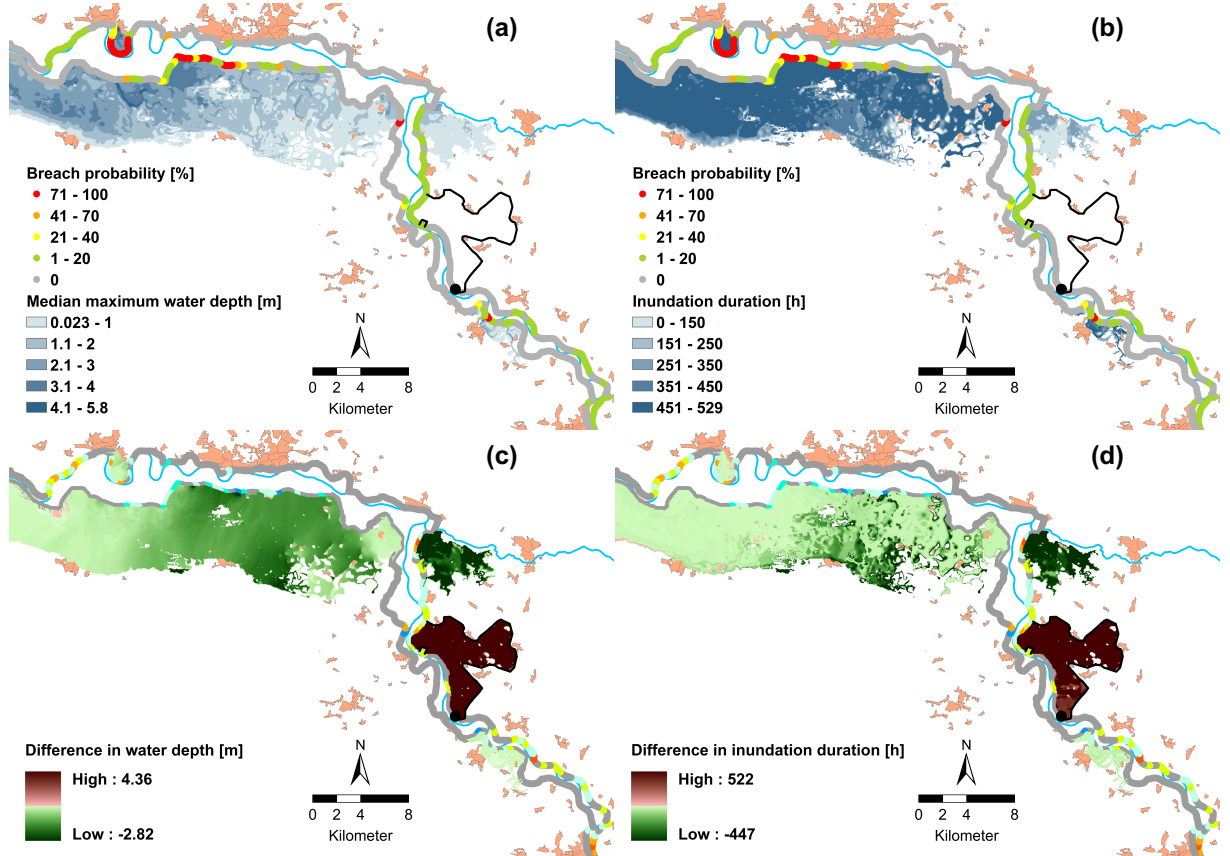 (a)
Breach probability [%]
71 - 100
41 - 70
21 - 40
1 - 20
0
Median maximum water depth [m]
0.023 - 1
1.1 - 2
2.1 - 3
3.1 - 4
4.1 - 5.8
N
0 2 4 8
Kilometer
(b)
Breach probability [%]
71 - 100
41 - 70
21 - 40
1 - 20
0
Inundation duration [h]
0 - 150
151 - 250
251 - 350
351 - 450
451 - 529
N
0 2 4 8
Kilometer
(c)
Difference in water depth [m]
High : 4.36
Low : -2.82
N
0 2 4 8
Kilometer
(d)
Difference in inundation duration [h]
High : 522
Low : -447
N
0 2 4 8
Kilometer